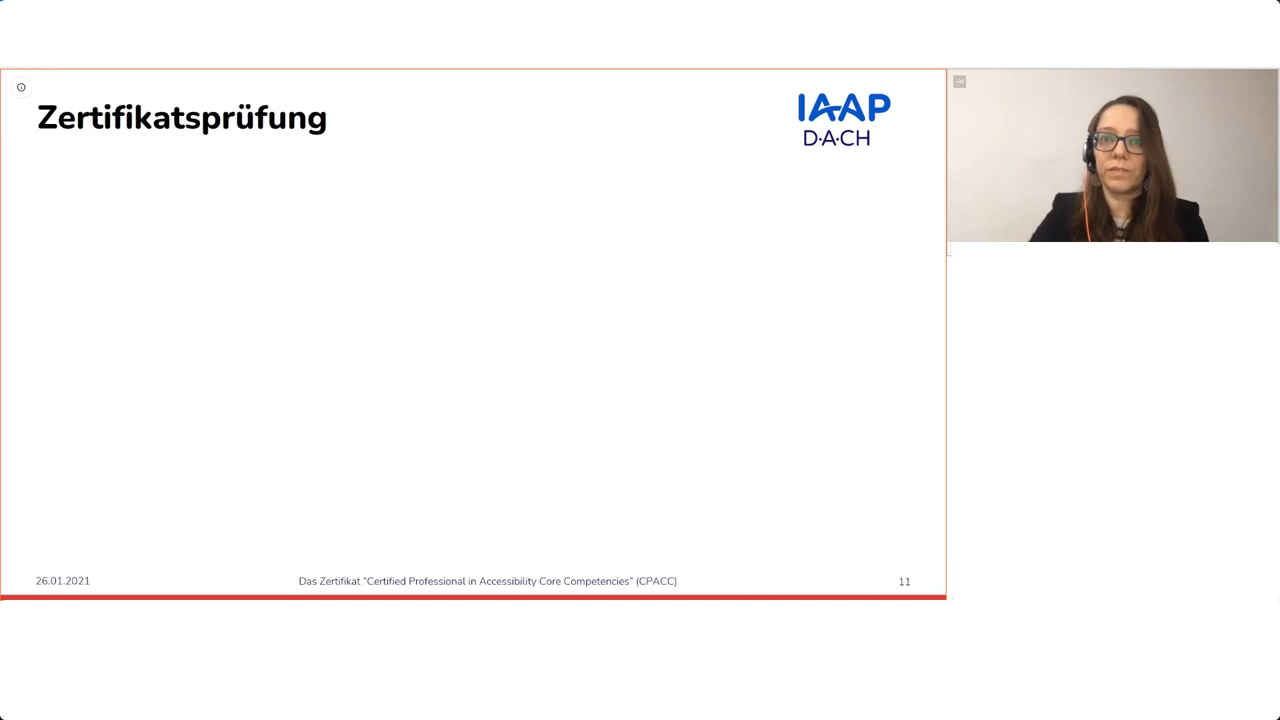 Zertifikatsprüfung
IAAP
D·A·CH
26.01.2021
Das Zertifikat “Certified Professional in Accessibility Core Competencies” (CPACC)
11